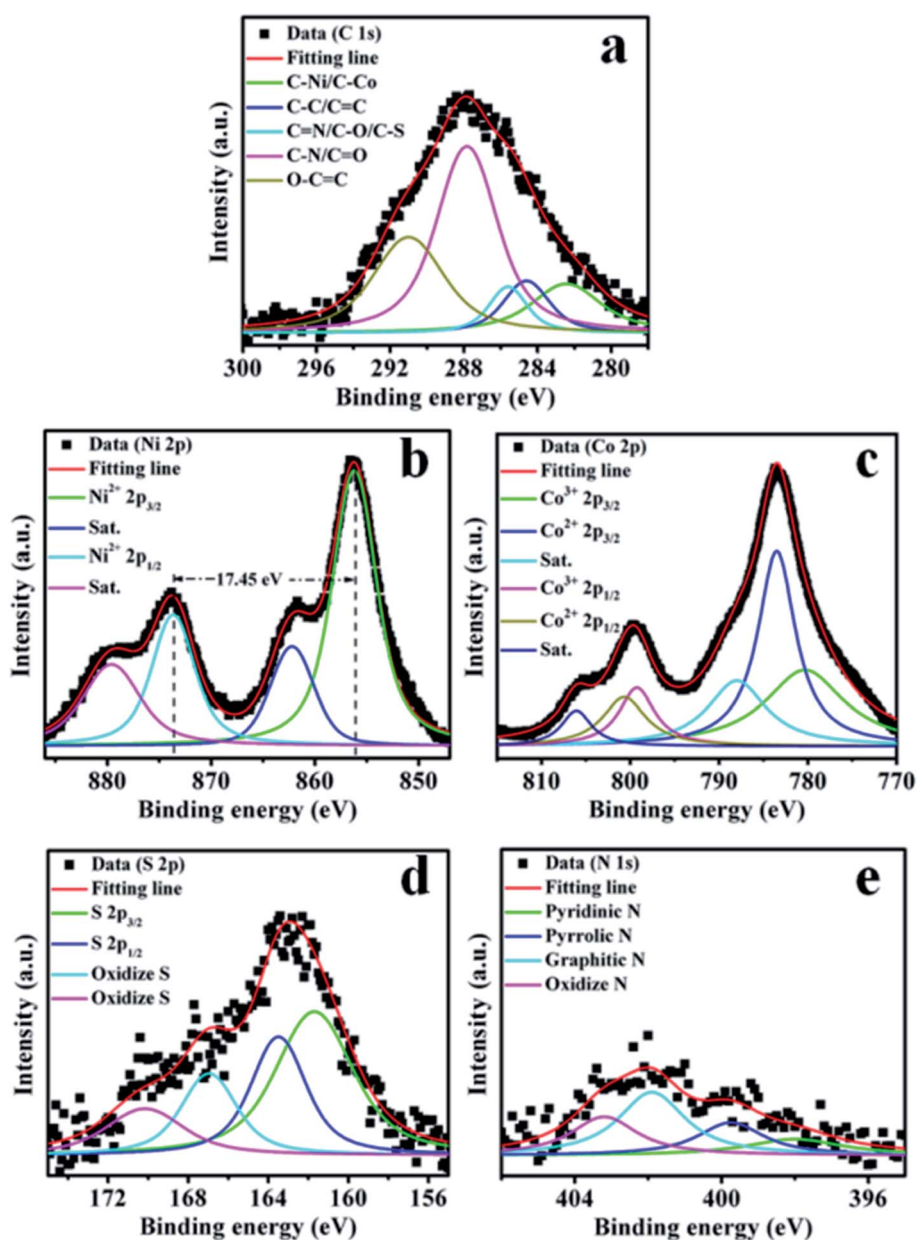 Data (C 1s)
Fitting line
C-Ni/C-Co
C-C/C=C
C=N/C-O/C-S
C-N/C=O
O-C=C
a
Intensity (a.u.)
300 296 292 288 284 280
Binding energy (eV)
Data (Ni 2p)
Fitting line
Ni²⁺ 2p₃/₂
Sat.
Ni²⁺ 2p₁/₂
Sat.
b
17.45 eV
Intensity (a.u.)
880 870 860 850
Binding energy (eV)
Data (Co 2p)
Fitting line
Co³⁺ 2p₃/₂
Co²⁺ 2p₃/₂
Sat.
Co³⁺ 2p₁/₂
Co²⁺ 2p₁/₂
Sat.
c
Intensity (a.u.)
810 800 790 780 770
Binding energy (eV)
Data (S 2p)
Fitting line
S 2p₃/₂
S 2p₁/₂
Oxidize S
Oxidize S
d
Intensity (a.u.)
172 168 164 160 156
Binding energy (eV)
Data (N 1s)
Fitting line
Pyridinic N
Pyrrolic N
Graphitic N
Oxidize N
e
Intensity (a.u.)
404 400 396
Binding energy (eV)